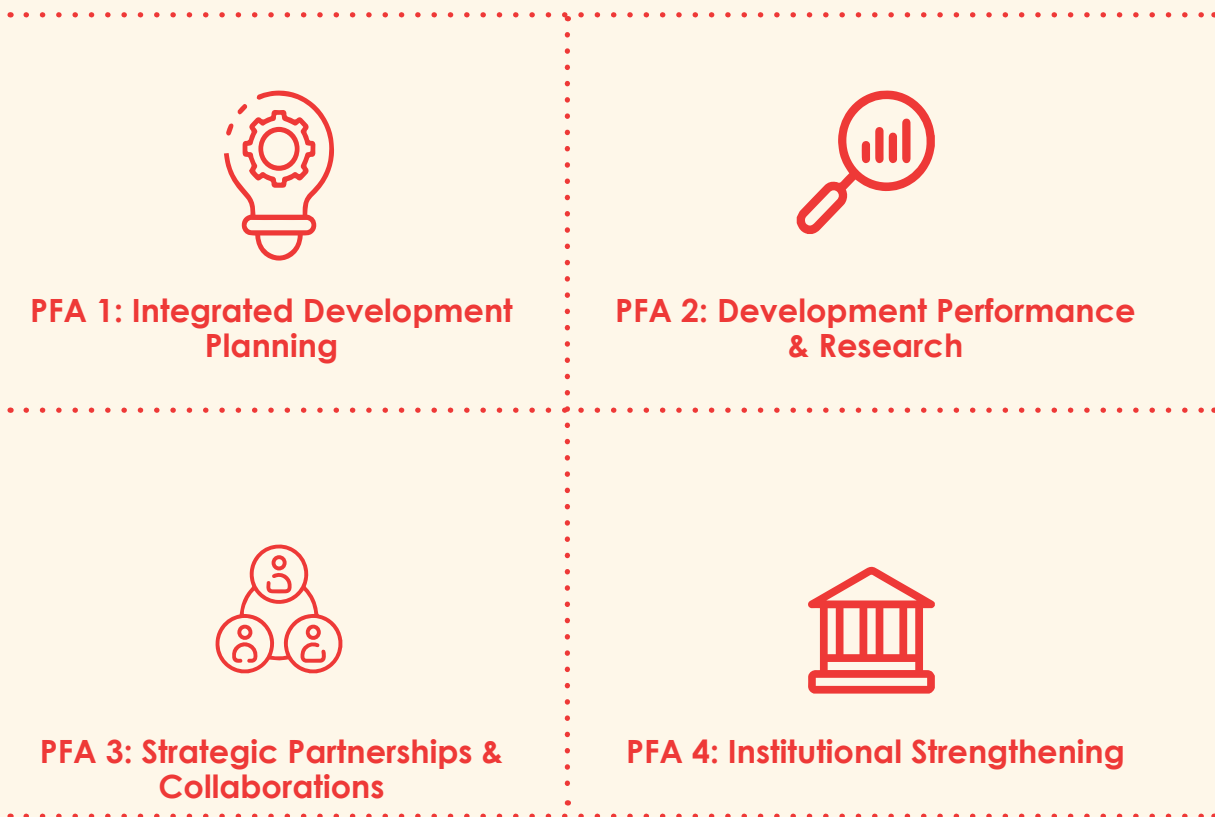 PFA 1: Integrated Development
Planning
PFA 2: Development Performance
& Research
PFA 3: Strategic Partnerships &
Collaborations
PFA 4: Institutional Strengthening